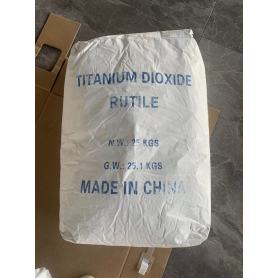 TITANIUM DIOXIDE
RUTILE
N.W.: 25 KGS
G.W.: 25.1 KGS
MADE IN CHINA